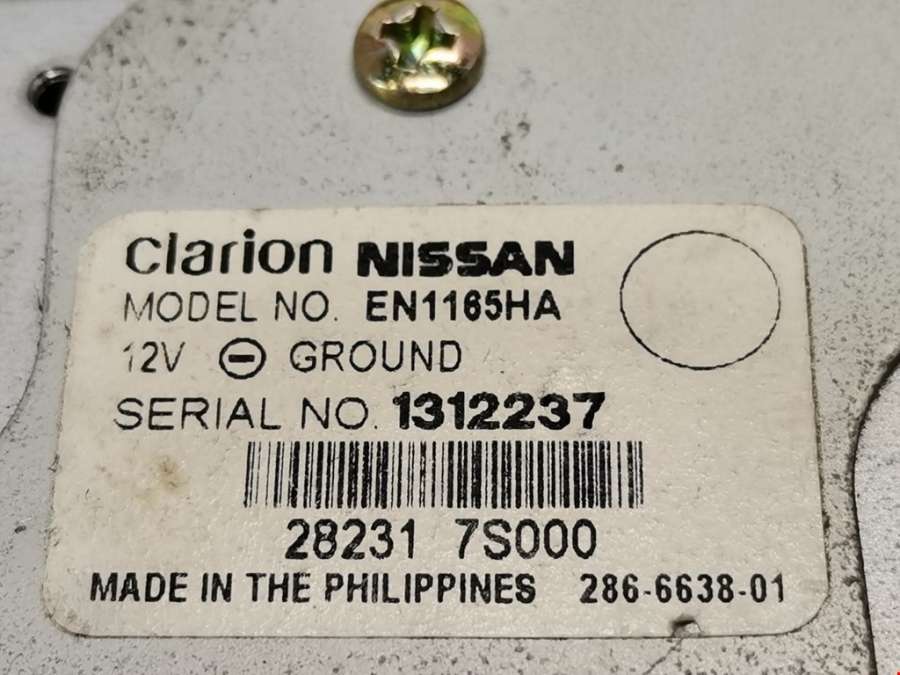 clarion NISSAN
MODEL NO. EN1165HA
12V ⊖ GROUND
SERIAL NO. 1312237
28231 7S000
MADE IN THE PHILIPPINES 286-6638-01